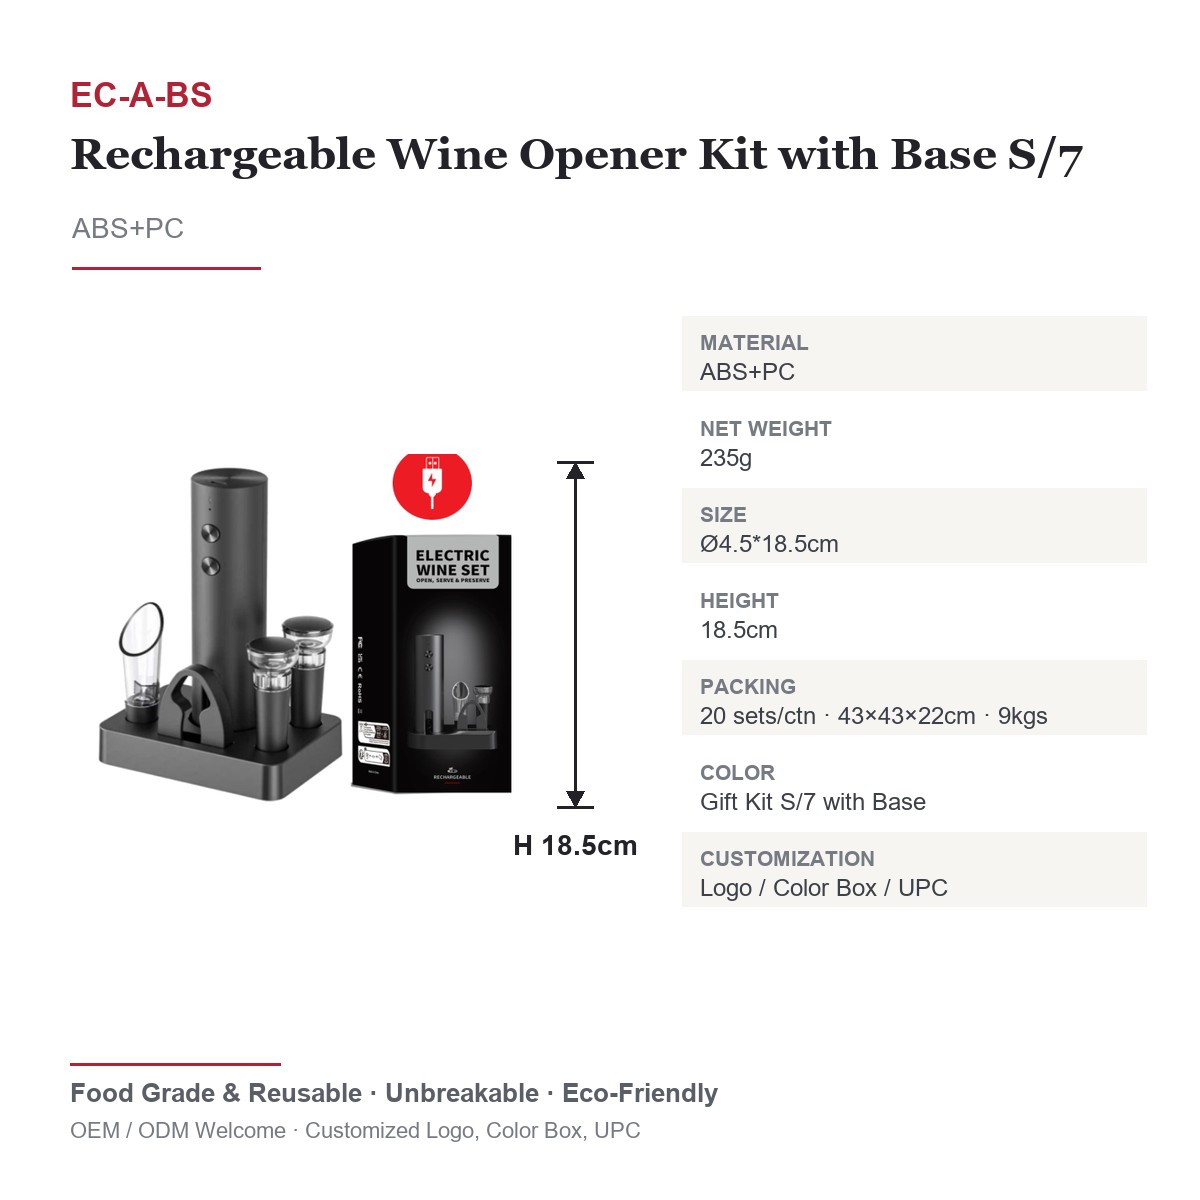 EC-A-BS
Rechargeable Wine Opener Kit with Base S/7
ABS+PC
MATERIAL
ABS+PC
NET WEIGHT
235g
SIZE
Ø4.5*18.5cm
HEIGHT
18.5cm
PACKING
20 sets/ctn · 43×43×22cm · 9kgs
COLOR
Gift Kit S/7 with Base
CUSTOMIZATION
Logo / Color Box / UPC
ELECTRIC
WINE SET
OPEN, SERVE & PRESERVE
FC CE RoHS
RECHARGEABLE
H 18.5cm
Food Grade & Reusable · Unbreakable · Eco-Friendly
OEM / ODM Welcome · Customized Logo, Color Box, UPC